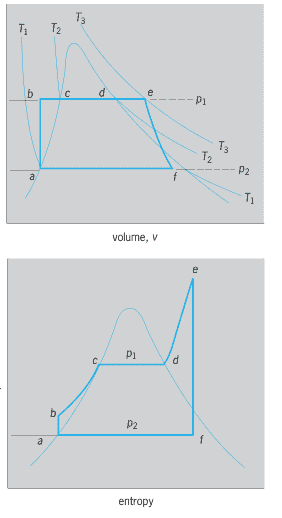 T1 T2 T3
b c d e p1
T3
T2
a f p2
T1
volume, v
e
c p1 d
b
p2
a f
entropy